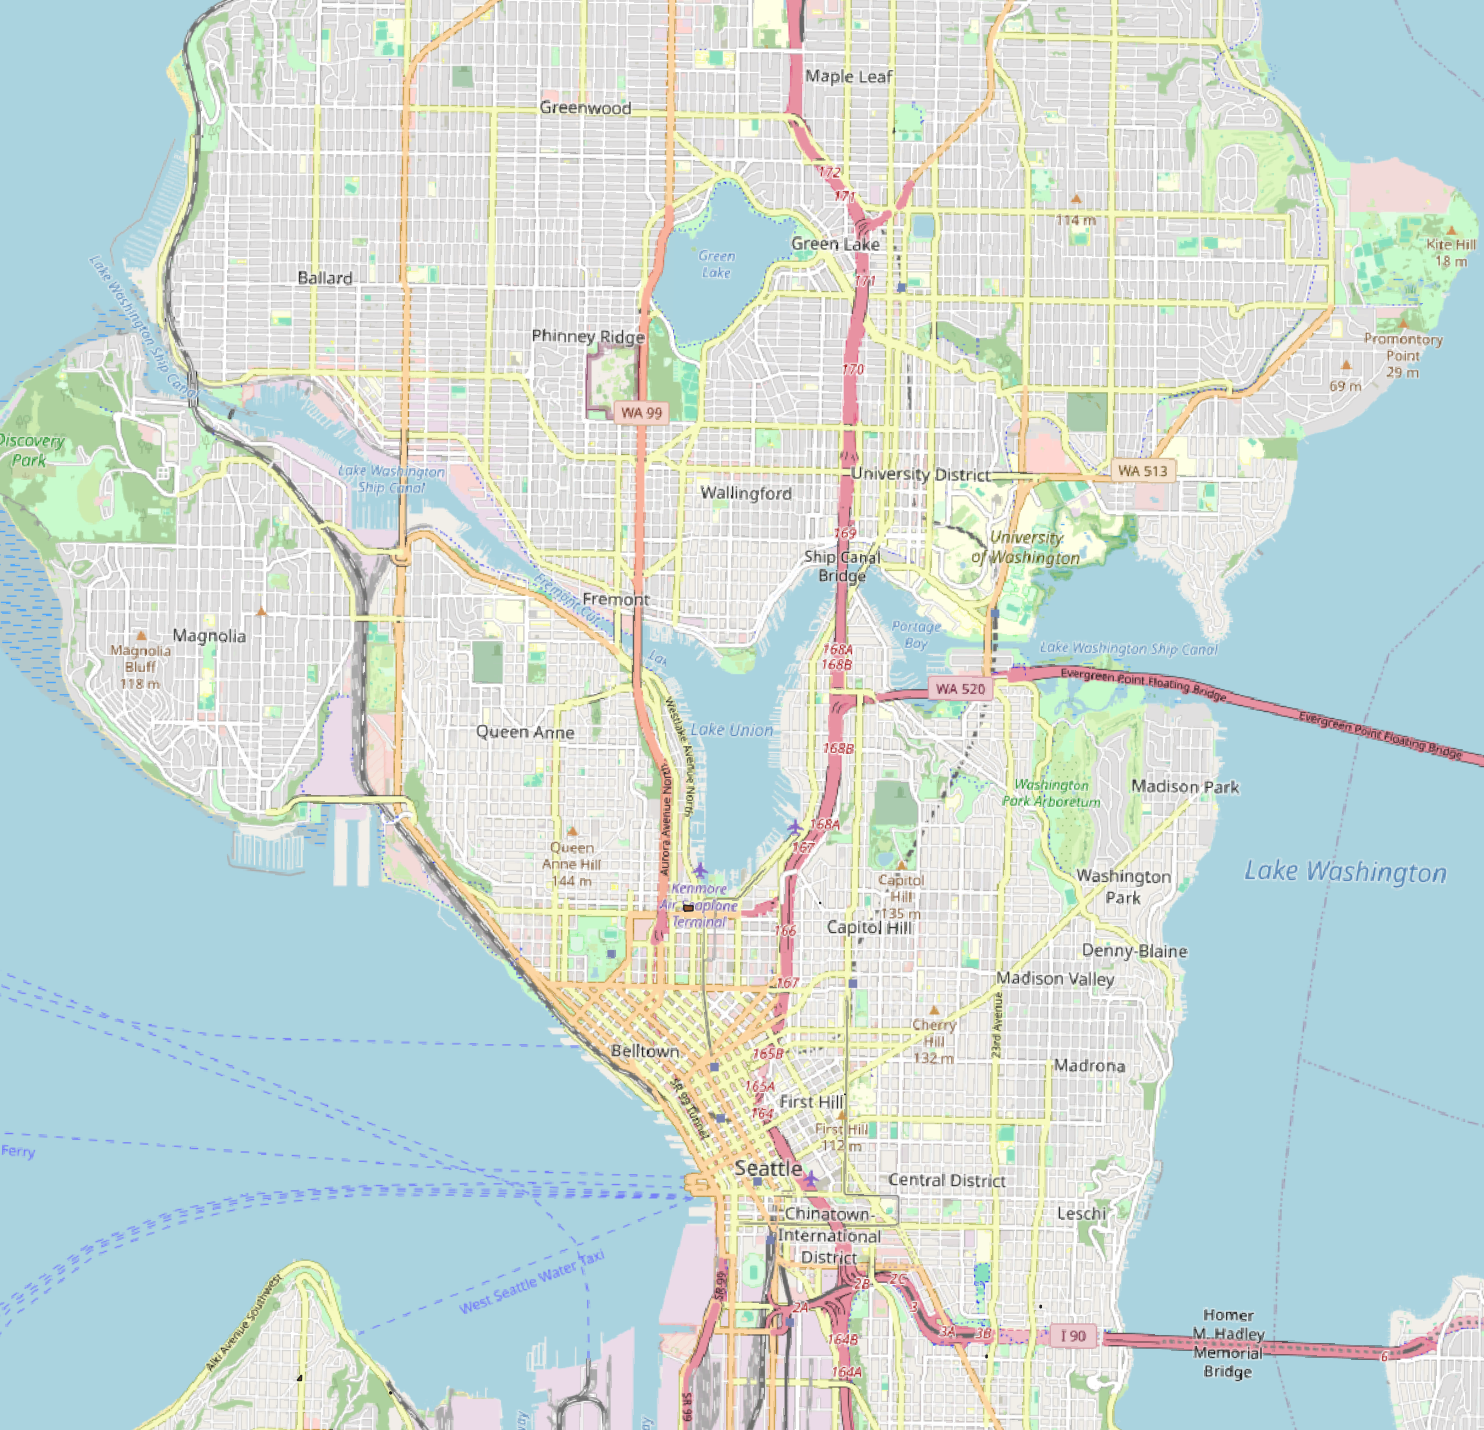 Maple Leaf
Greenwood
172
171
114 m
Green Lake
Kite Hill
18 m
Green
Lake
Ballard
171
Lake Washington Ship Canal
Phinney Ridge
Promontory
Point
29 m
170
69 m
WA 99
Discovery
Park
Lake Washington
Ship Canal
University District
WA 513
Wallingford
169
University
of Washington
Ship Canal
Bridge
Fremont Cut
Fremont
Magnolia
Portage
Bay
Magnolia
Bluff
118 m
168A
168B
Lak
Lake Washington Ship Canal
Evergreen Point Floating Bridge
WA 520
Evergreen Point Floating Bridge
Queen Anne
Westlake Avenue North
Lake Union
168B
Washington
Park Arboretum
Madison Park
Aurora Avenue North
168A
167
Queen
Anne Hill
144 m
Kenmore
Air Seaplane
Terminal
Capitol
Hill
135 m
Washington
Park
Lake Washington
166
Capitol Hill
Denny-Blaine
167
Madison Valley
23rd Avenue
Cherry
Hill
132 m
Belltown
165B
Madrona
SR 99 Tunnel
165A
First Hill
164
First Hill
112 m
Ferry
Seattle
Central District
Chinatown-
International
District
Leschi
West Seattle Water Taxi
SR 99
2B
2C
2A
3
Alki Avenue Southwest
164B
3A
3B
I 90
Homer
M. Hadley
Memorial
Bridge
6
164A
SR 99
way
way